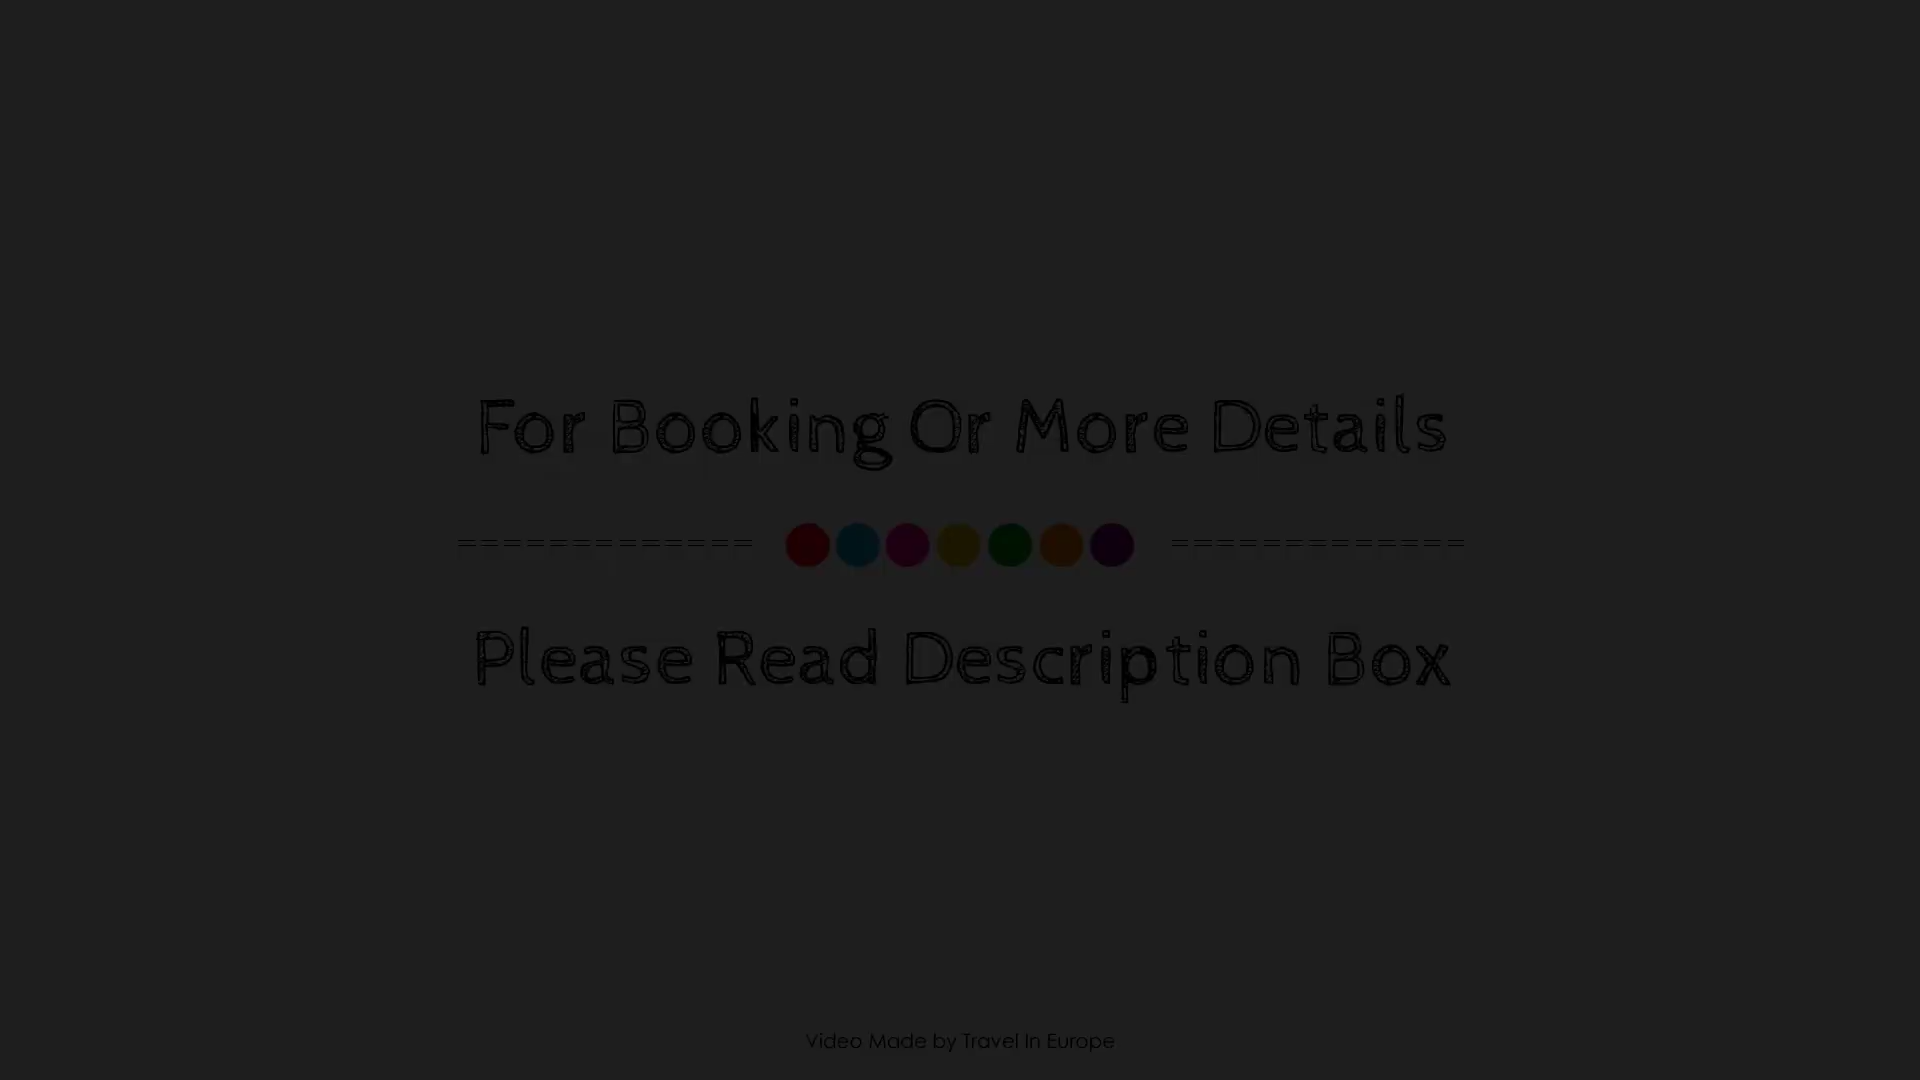 For Booking Or More Details
============= =============
Please Read Description Box
Video Made by Travel In Europe